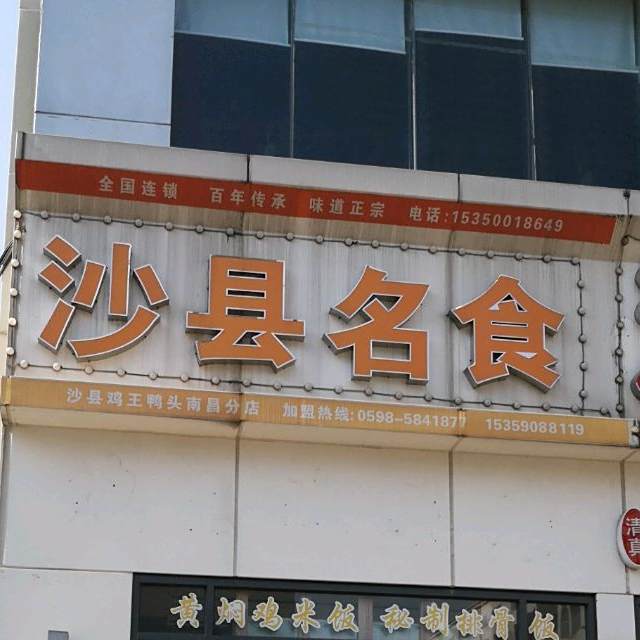 全国连锁 百年传承 味道正宗 电话:15350018649
沙县名食
沙县鸡王鸭头南昌分店 加盟热线:0598-5841877 15359088119
清真
黄焖鸡米饭 秘制排骨饭